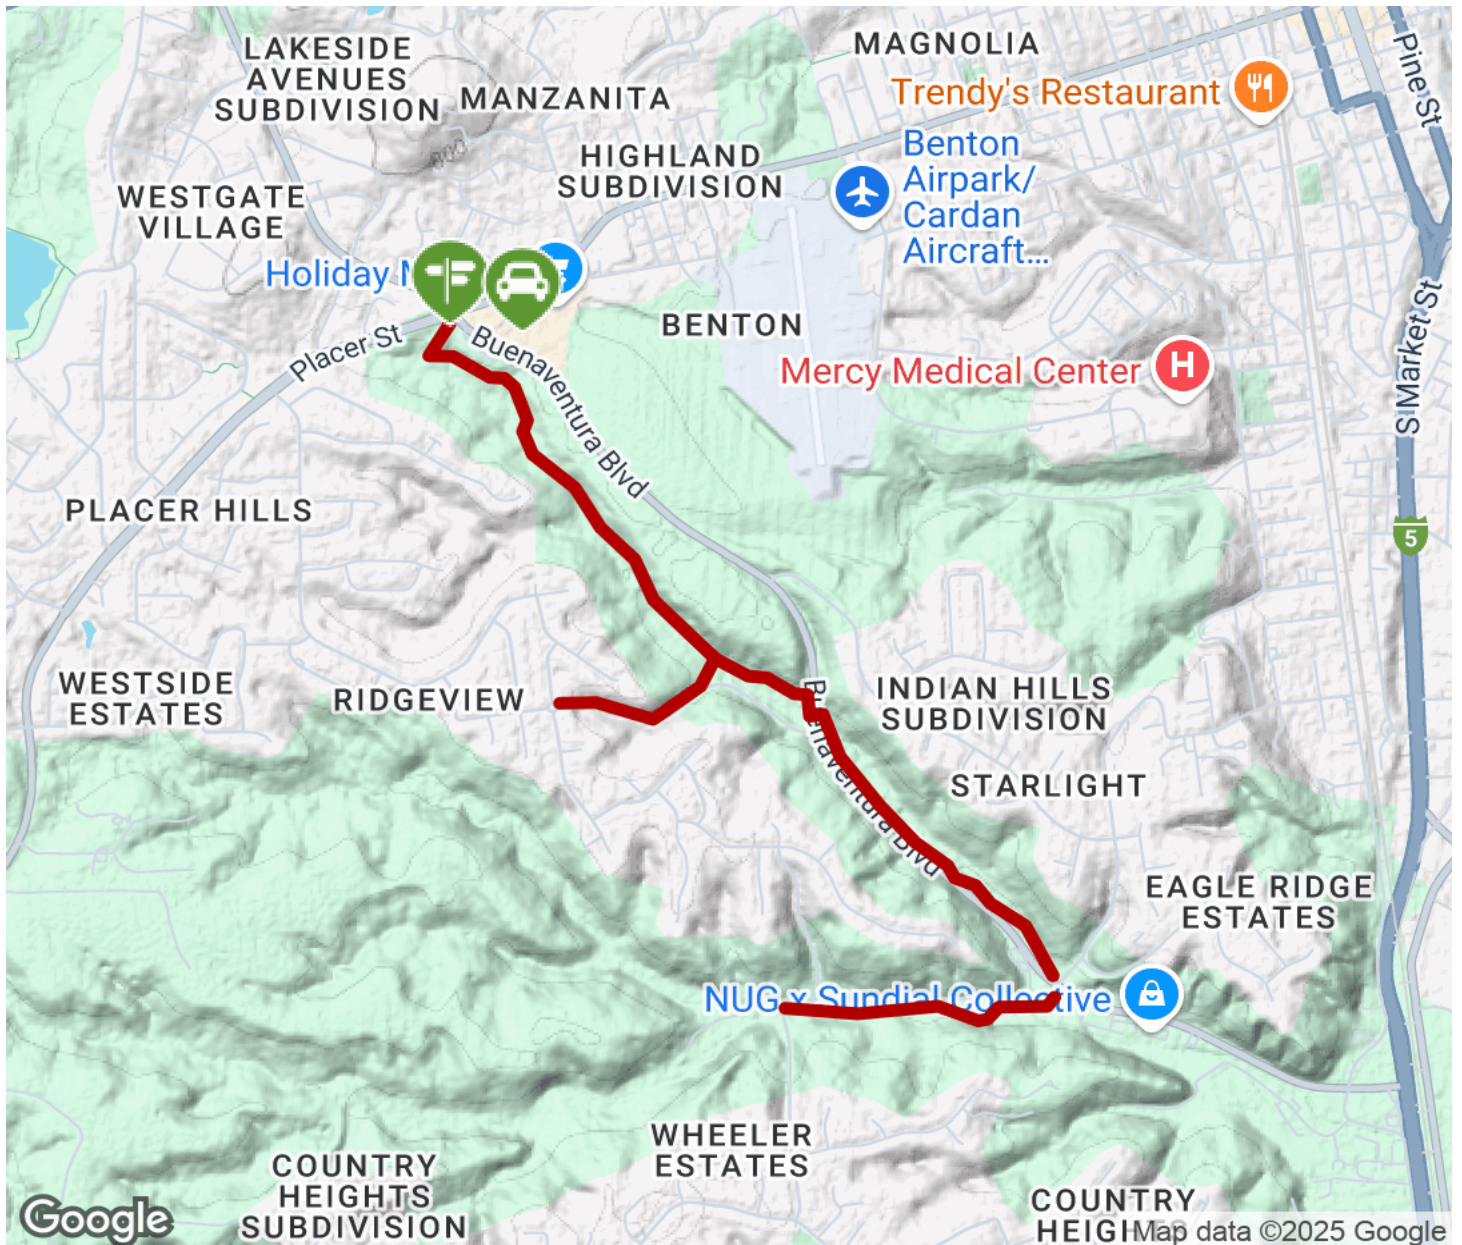 LAKESIDE
AVENUES
SUBDIVISION
MANZANITA
MAGNOLIA
Trendy's Restaurant
Pine St
Benton
Airpark/
Cardan
Aircraft...
HIGHLAND
SUBDIVISION
WESTGATE
VILLAGE
Holiday
Placer St
Buenaventura Blvd
BENTON
Mercy Medical Center
H
S Market St
PLACER HILLS
5
WESTSIDE
ESTATES
RIDGEVIEW
INDIAN HILLS
SUBDIVISION
Buenaventura Blvd
STARLIGHT
EAGLE RIDGE
ESTATES
NUG x Sundial Collective
WHEELER
ESTATES
COUNTRY
HEIGHTS
SUBDIVISION
COUNTRY
Google
Map data ©2025 Google